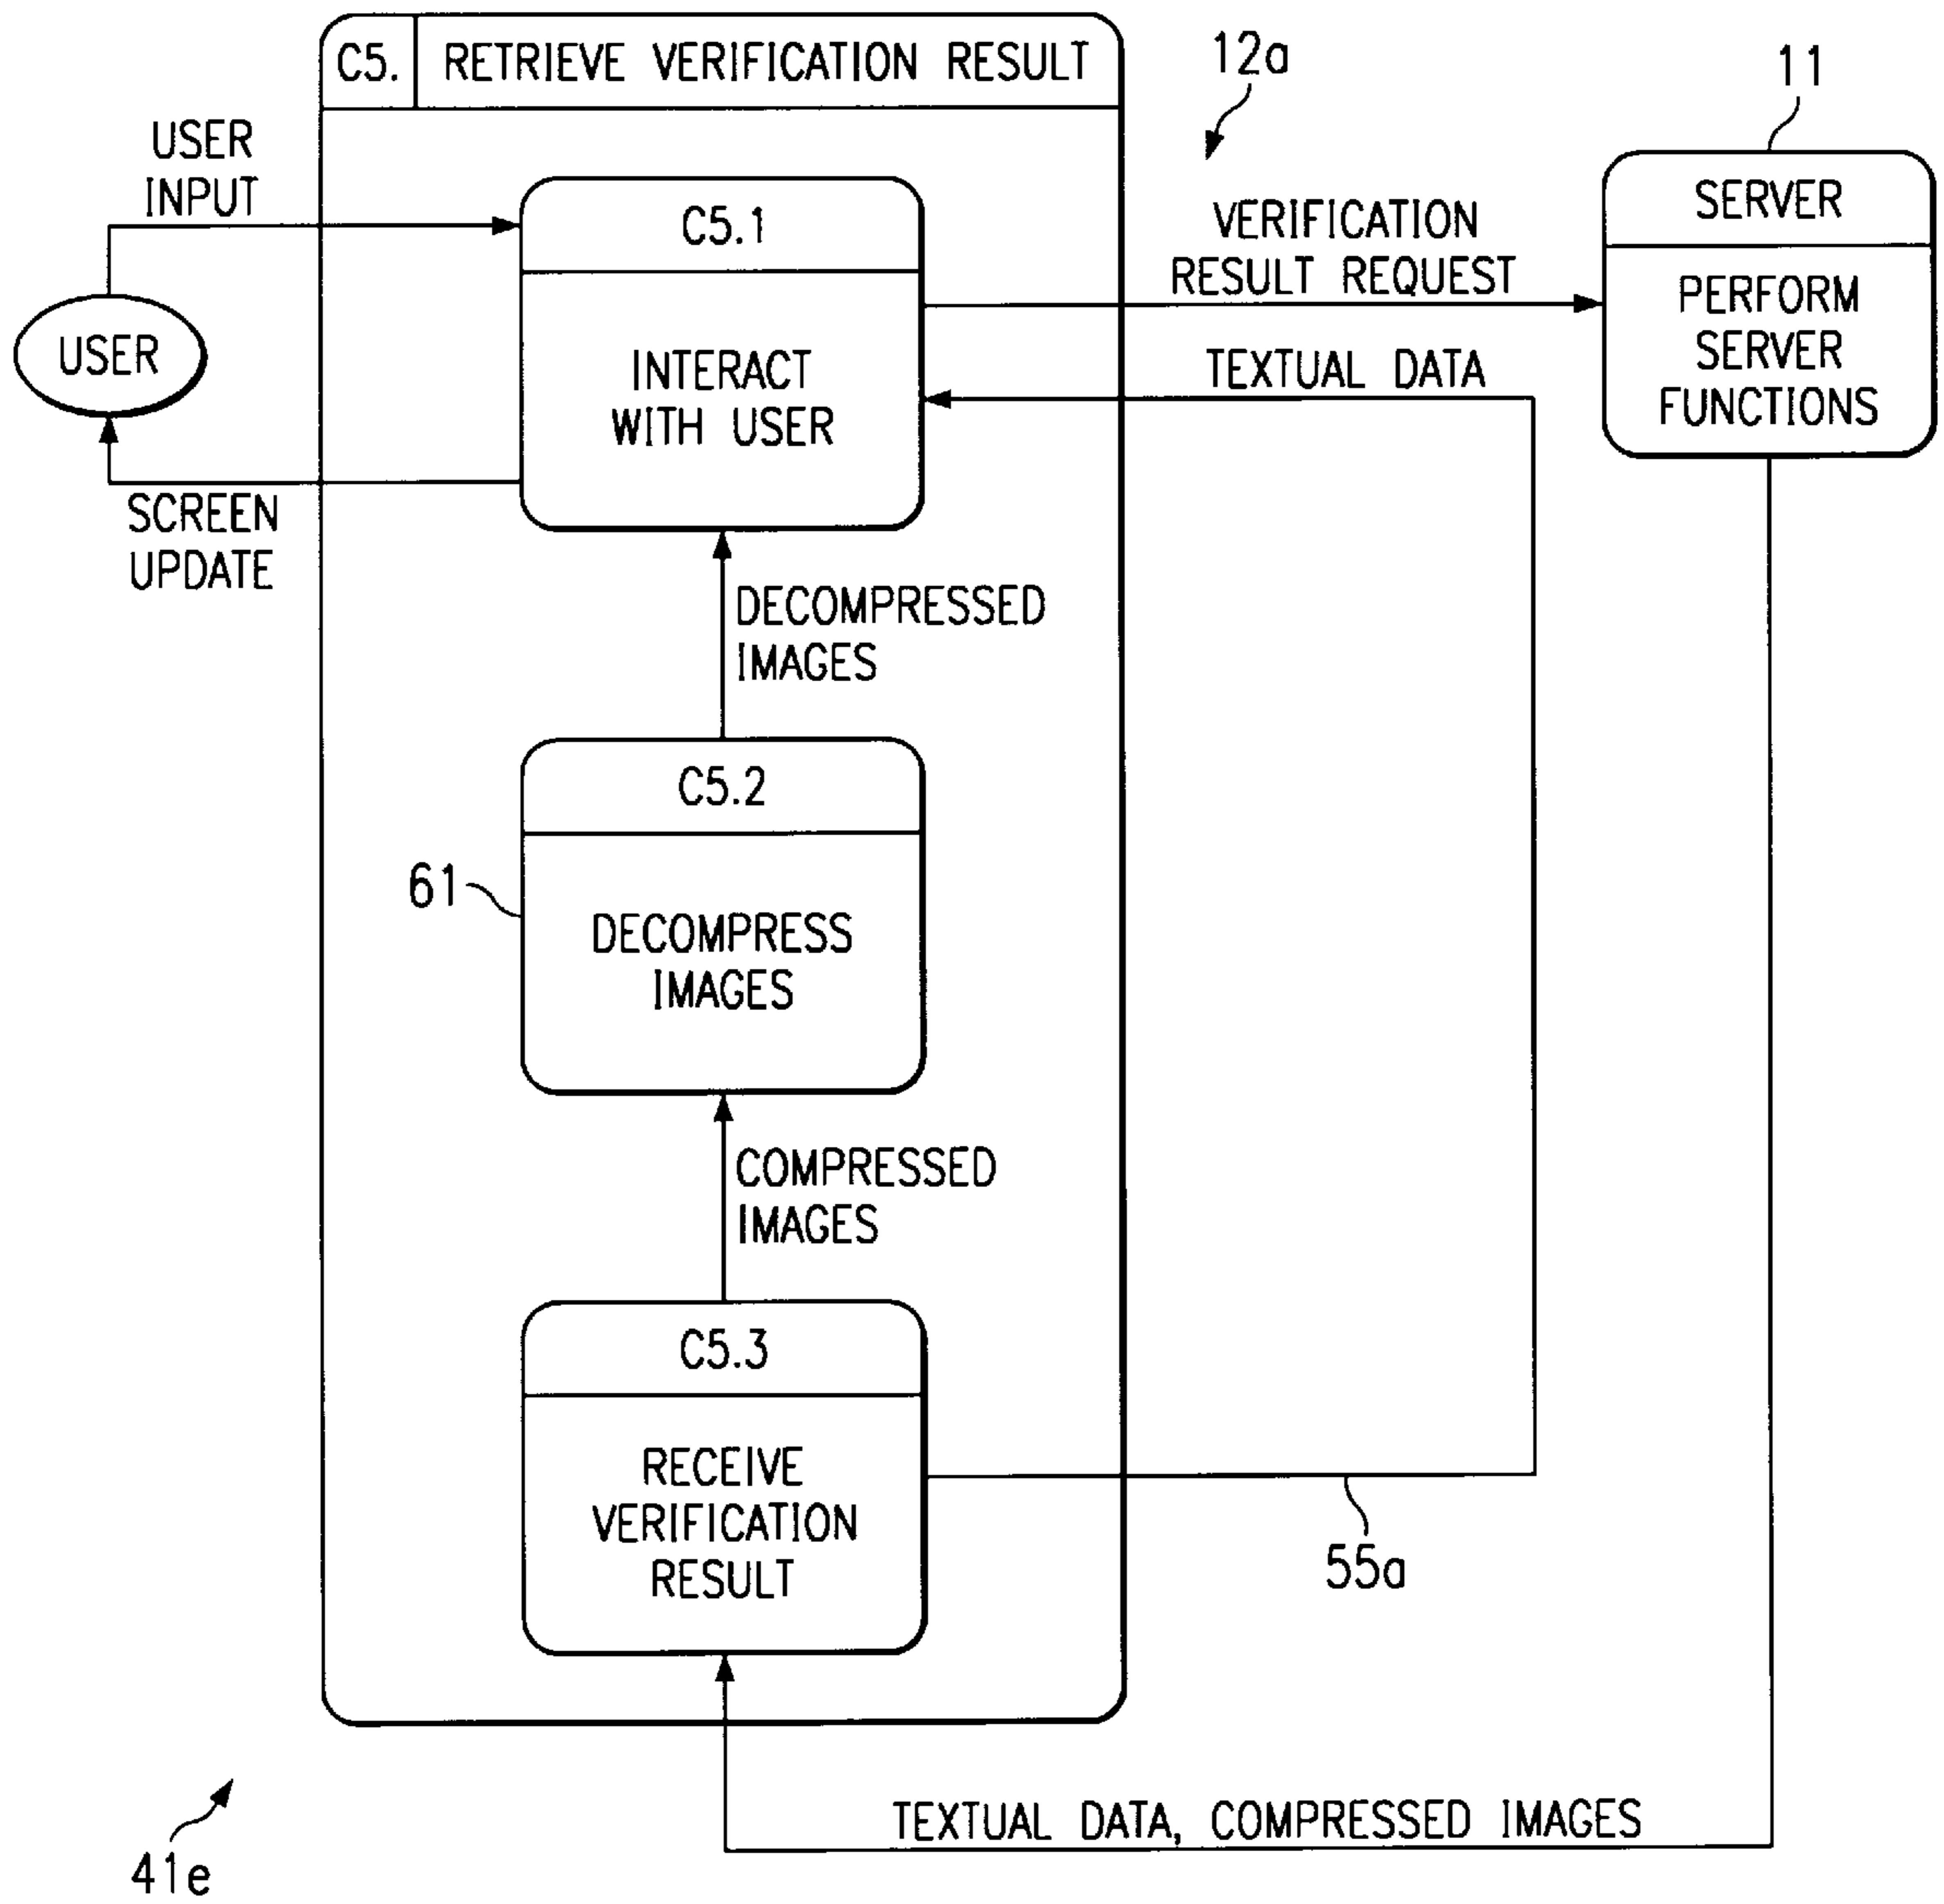 C5. RETRIEVE VERIFICATION RESULT
12a
11
USER
INPUT
C5.1
INTERACT
WITH USER
VERIFICATION
RESULT REQUEST
SERVER
PERFORM
SERVER
FUNCTIONS
USER
TEXTUAL DATA
SCREEN
UPDATE
DECOMPRESSED
IMAGES
C5.2
61
DECOMPRESS
IMAGES
COMPRESSED
IMAGES
C5.3
RECEIVE
VERIFICATION
RESULT
55a
TEXTUAL DATA, COMPRESSED IMAGES
41e